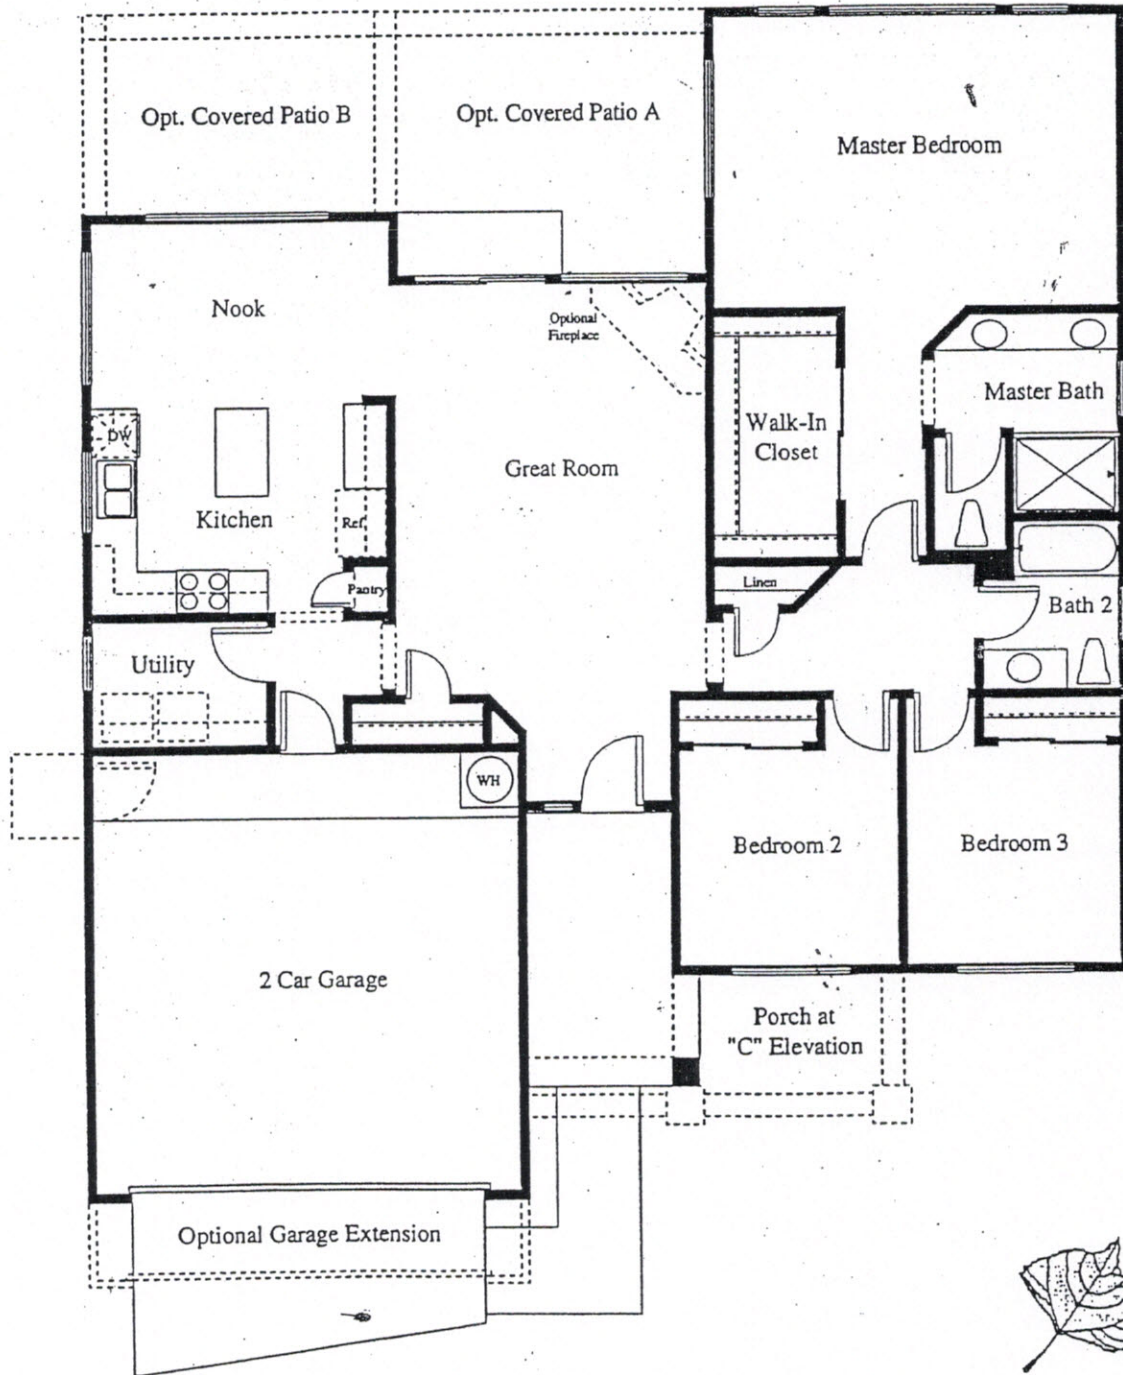 Opt. Covered Patio B
Opt. Covered Patio A
Master Bedroom
Nook
Optional
Fireplace
Master Bath
Walk-In
Closet
DW
Great Room
Kitchen
Ref.
Pantry
Linen
Bath 2
Utility
WH
Bedroom 2
Bedroom 3
2 Car Garage
Porch at
"C" Elevation
Optional Garage Extension